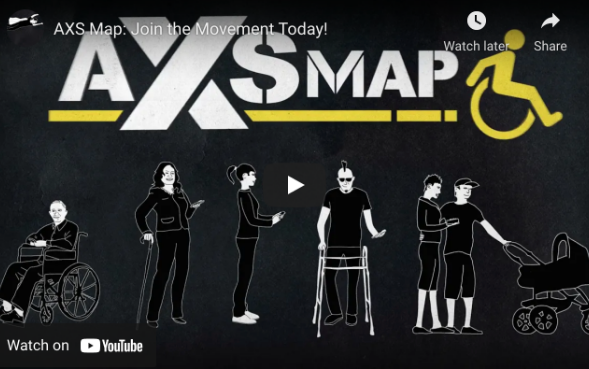 AXS Map: Join the Movement Today!
Watch later
Share
AXSMAP
Watch on YouTube